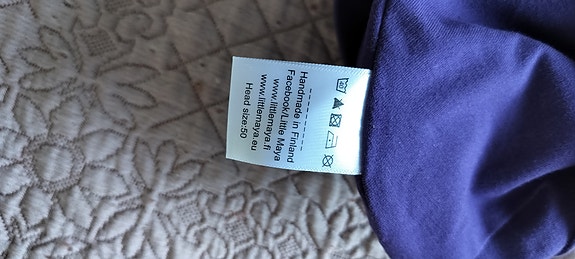 Handmade in Finland
Facebook/Little Maya
www.littlemaya.fi
www.littlemaya.eu
Head size:50